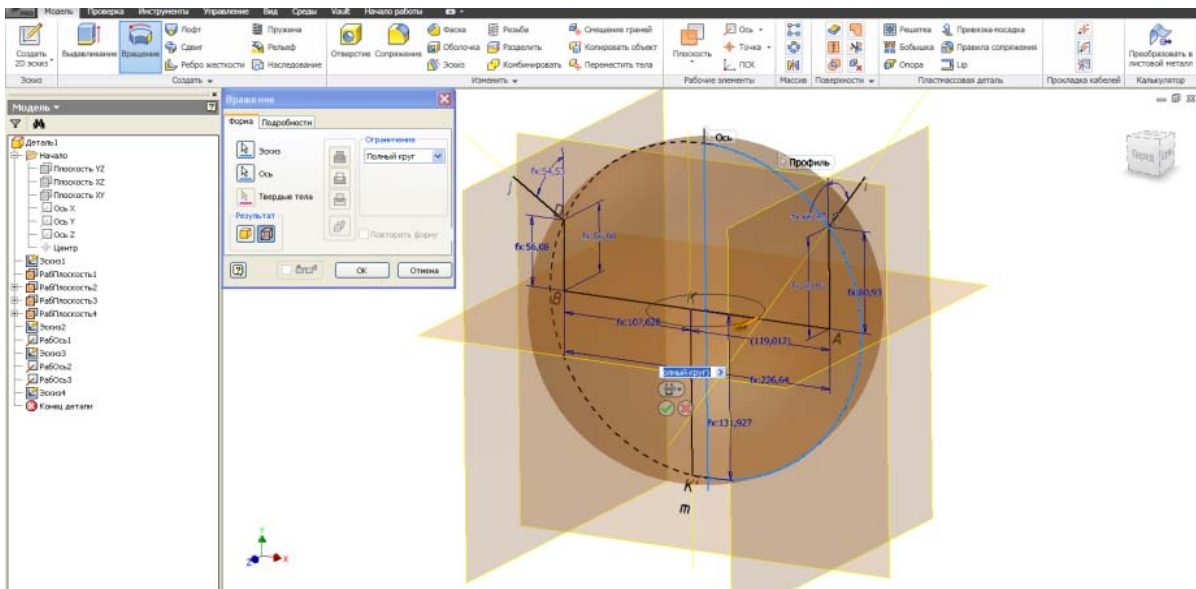 PRO Модель Проверка Инструменты Управление Вид Среды Vault Начало работы
Создать 2D эскиз
Выдавливание
Вращение
Лофт
Сдвиг
Ребро жесткости
Пружина
Рельеф
Наследование
Отверстие
Сопряжение
Фаска
Оболочка
Эскиз
Резьба
Разделить
Комбинировать
Смещение граней
Копировать объект
Переместить тела
Плоскость
Ось
Точка
ПСК
Решетка
Бобышка
Опора
Привязка-посадка
Правила сопряжения
Lip
Преобразовать в листовой металл
Эскиз
Создать
Изменить
Рабочие элементы
Массив
Поверхности
Пластмассовая деталь
Прокладка кабелей
Калькулятор
Модель
Деталь1
Начало
Плоскость YZ
Плоскость XZ
Плоскость XY
Ось X
Ось Y
Ось Z
Центр
Эскиз1
РабПлоскость1
РабПлоскость2
РабПлоскость3
РабПлоскость4
Эскиз2
РабОсь1
Эскиз3
РабОсь2
РабОсь3
Эскиз4
Конец детали
Вращение
Форма Подробности
Эскиз
Ось
Твердые тела
Результат
Ограничение
Полный круг
Повторить форму
ОК
Отмена
Ось
Профиль
Перед
j
fx:54,53
D
i
fx:56,08
B
K
fx:80,93
A
fx:107,628
(119,012)
fx:226,64
олный круг)
fx:131,927
K'
m
Y
Z
X